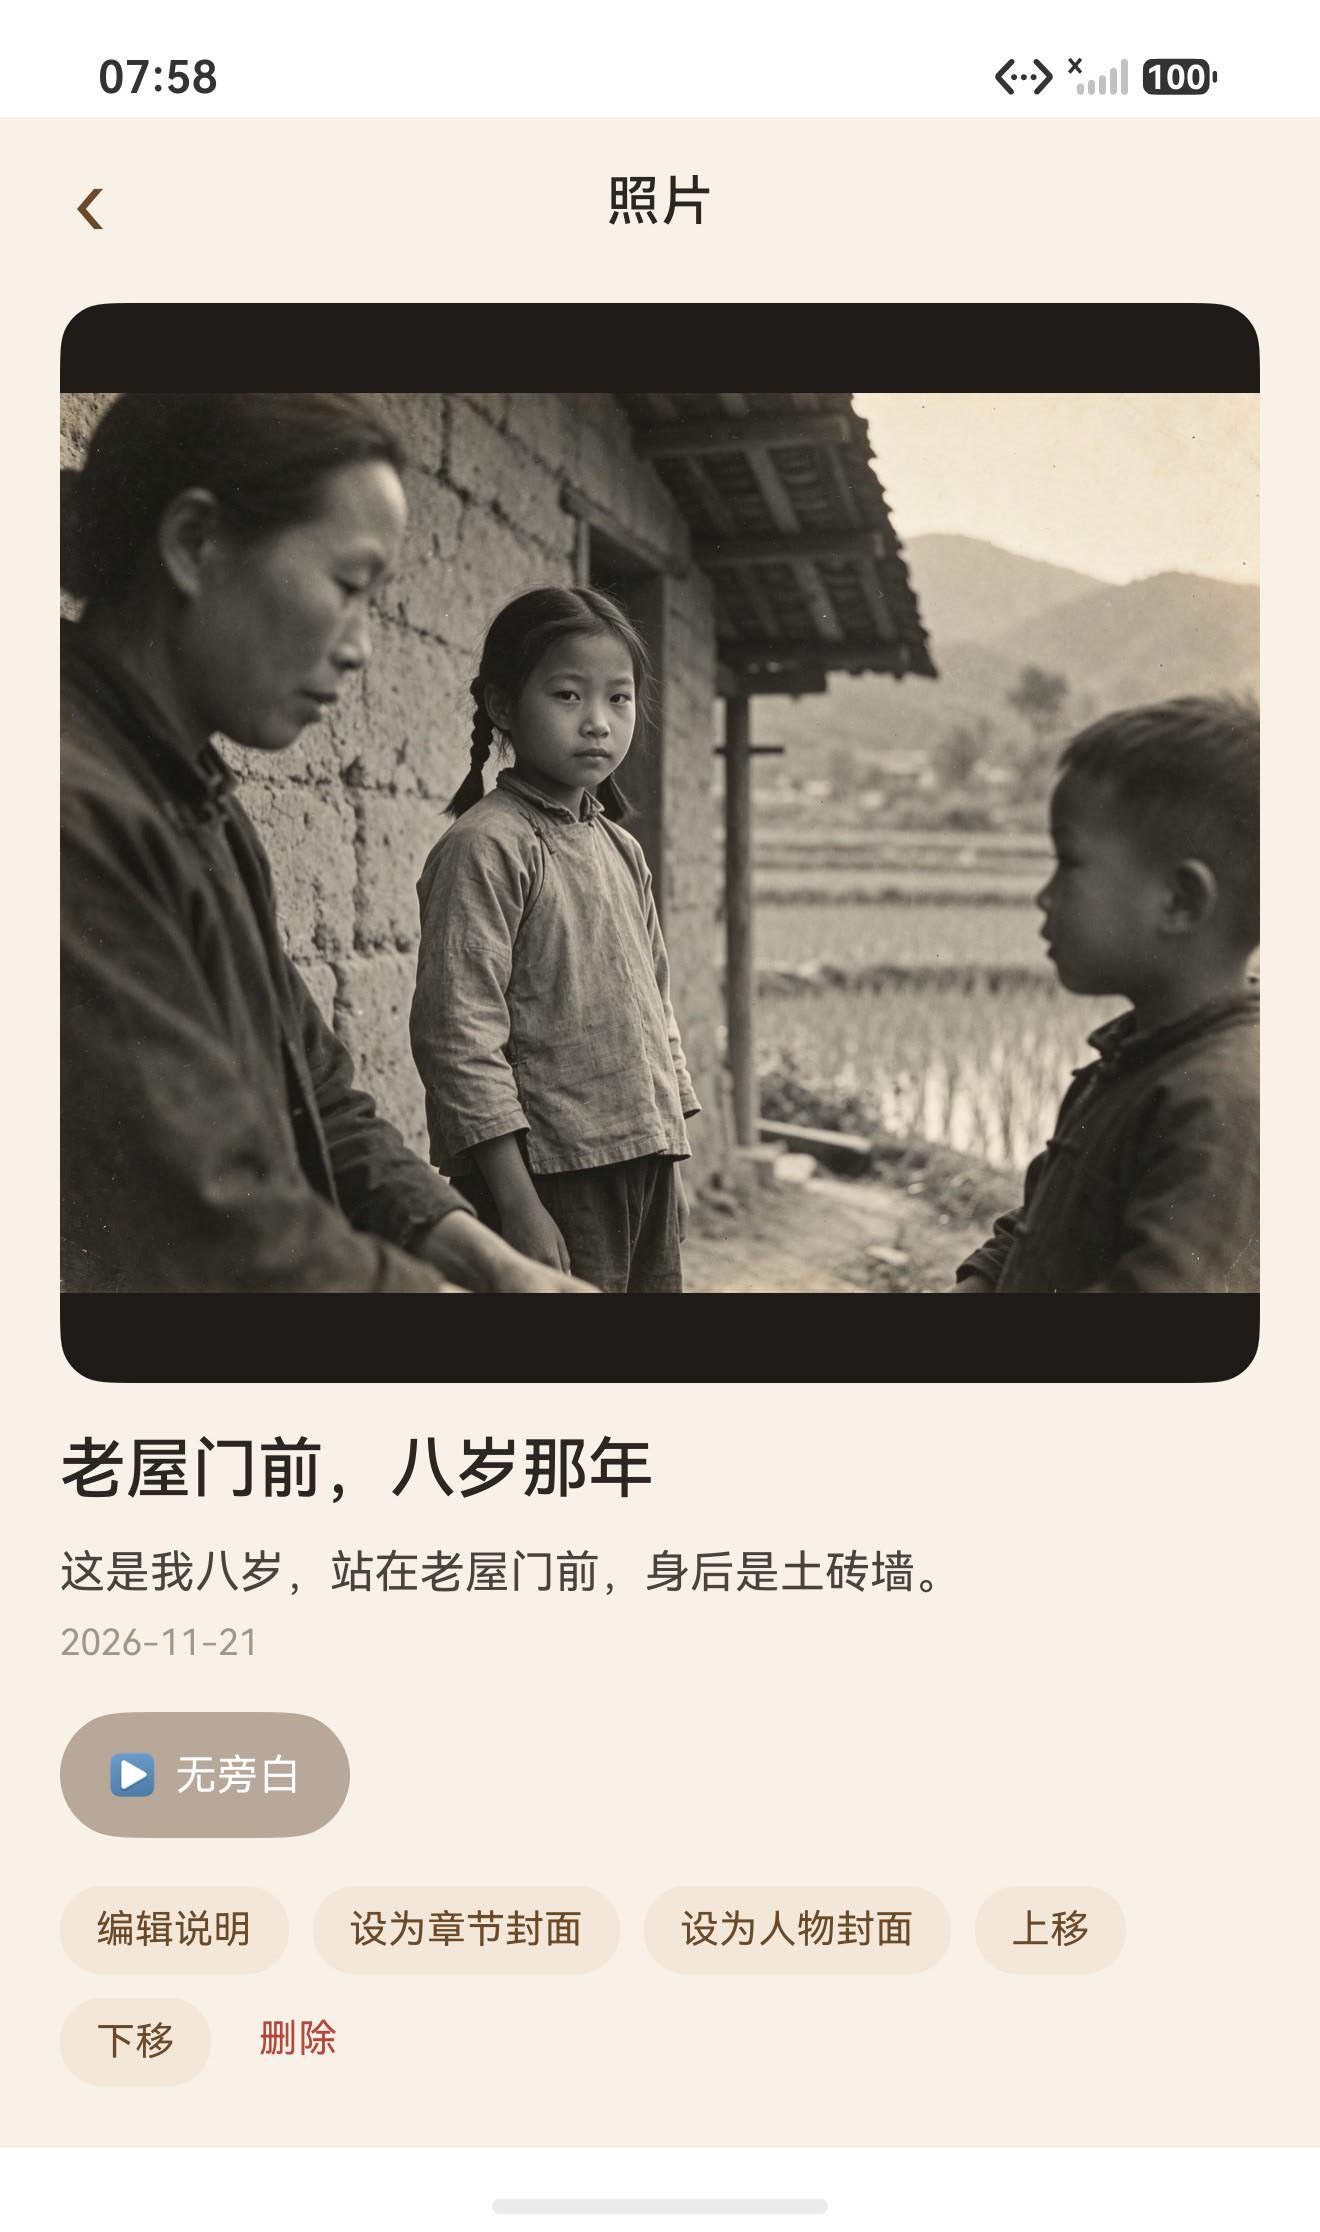 07:58
100
照片
老屋门前，八岁那年
这是我八岁，站在老屋门前，身后是土砖墙。
2026-11-21
无旁白
编辑说明 设为章节封面 设为人物封面 上移
下移 删除